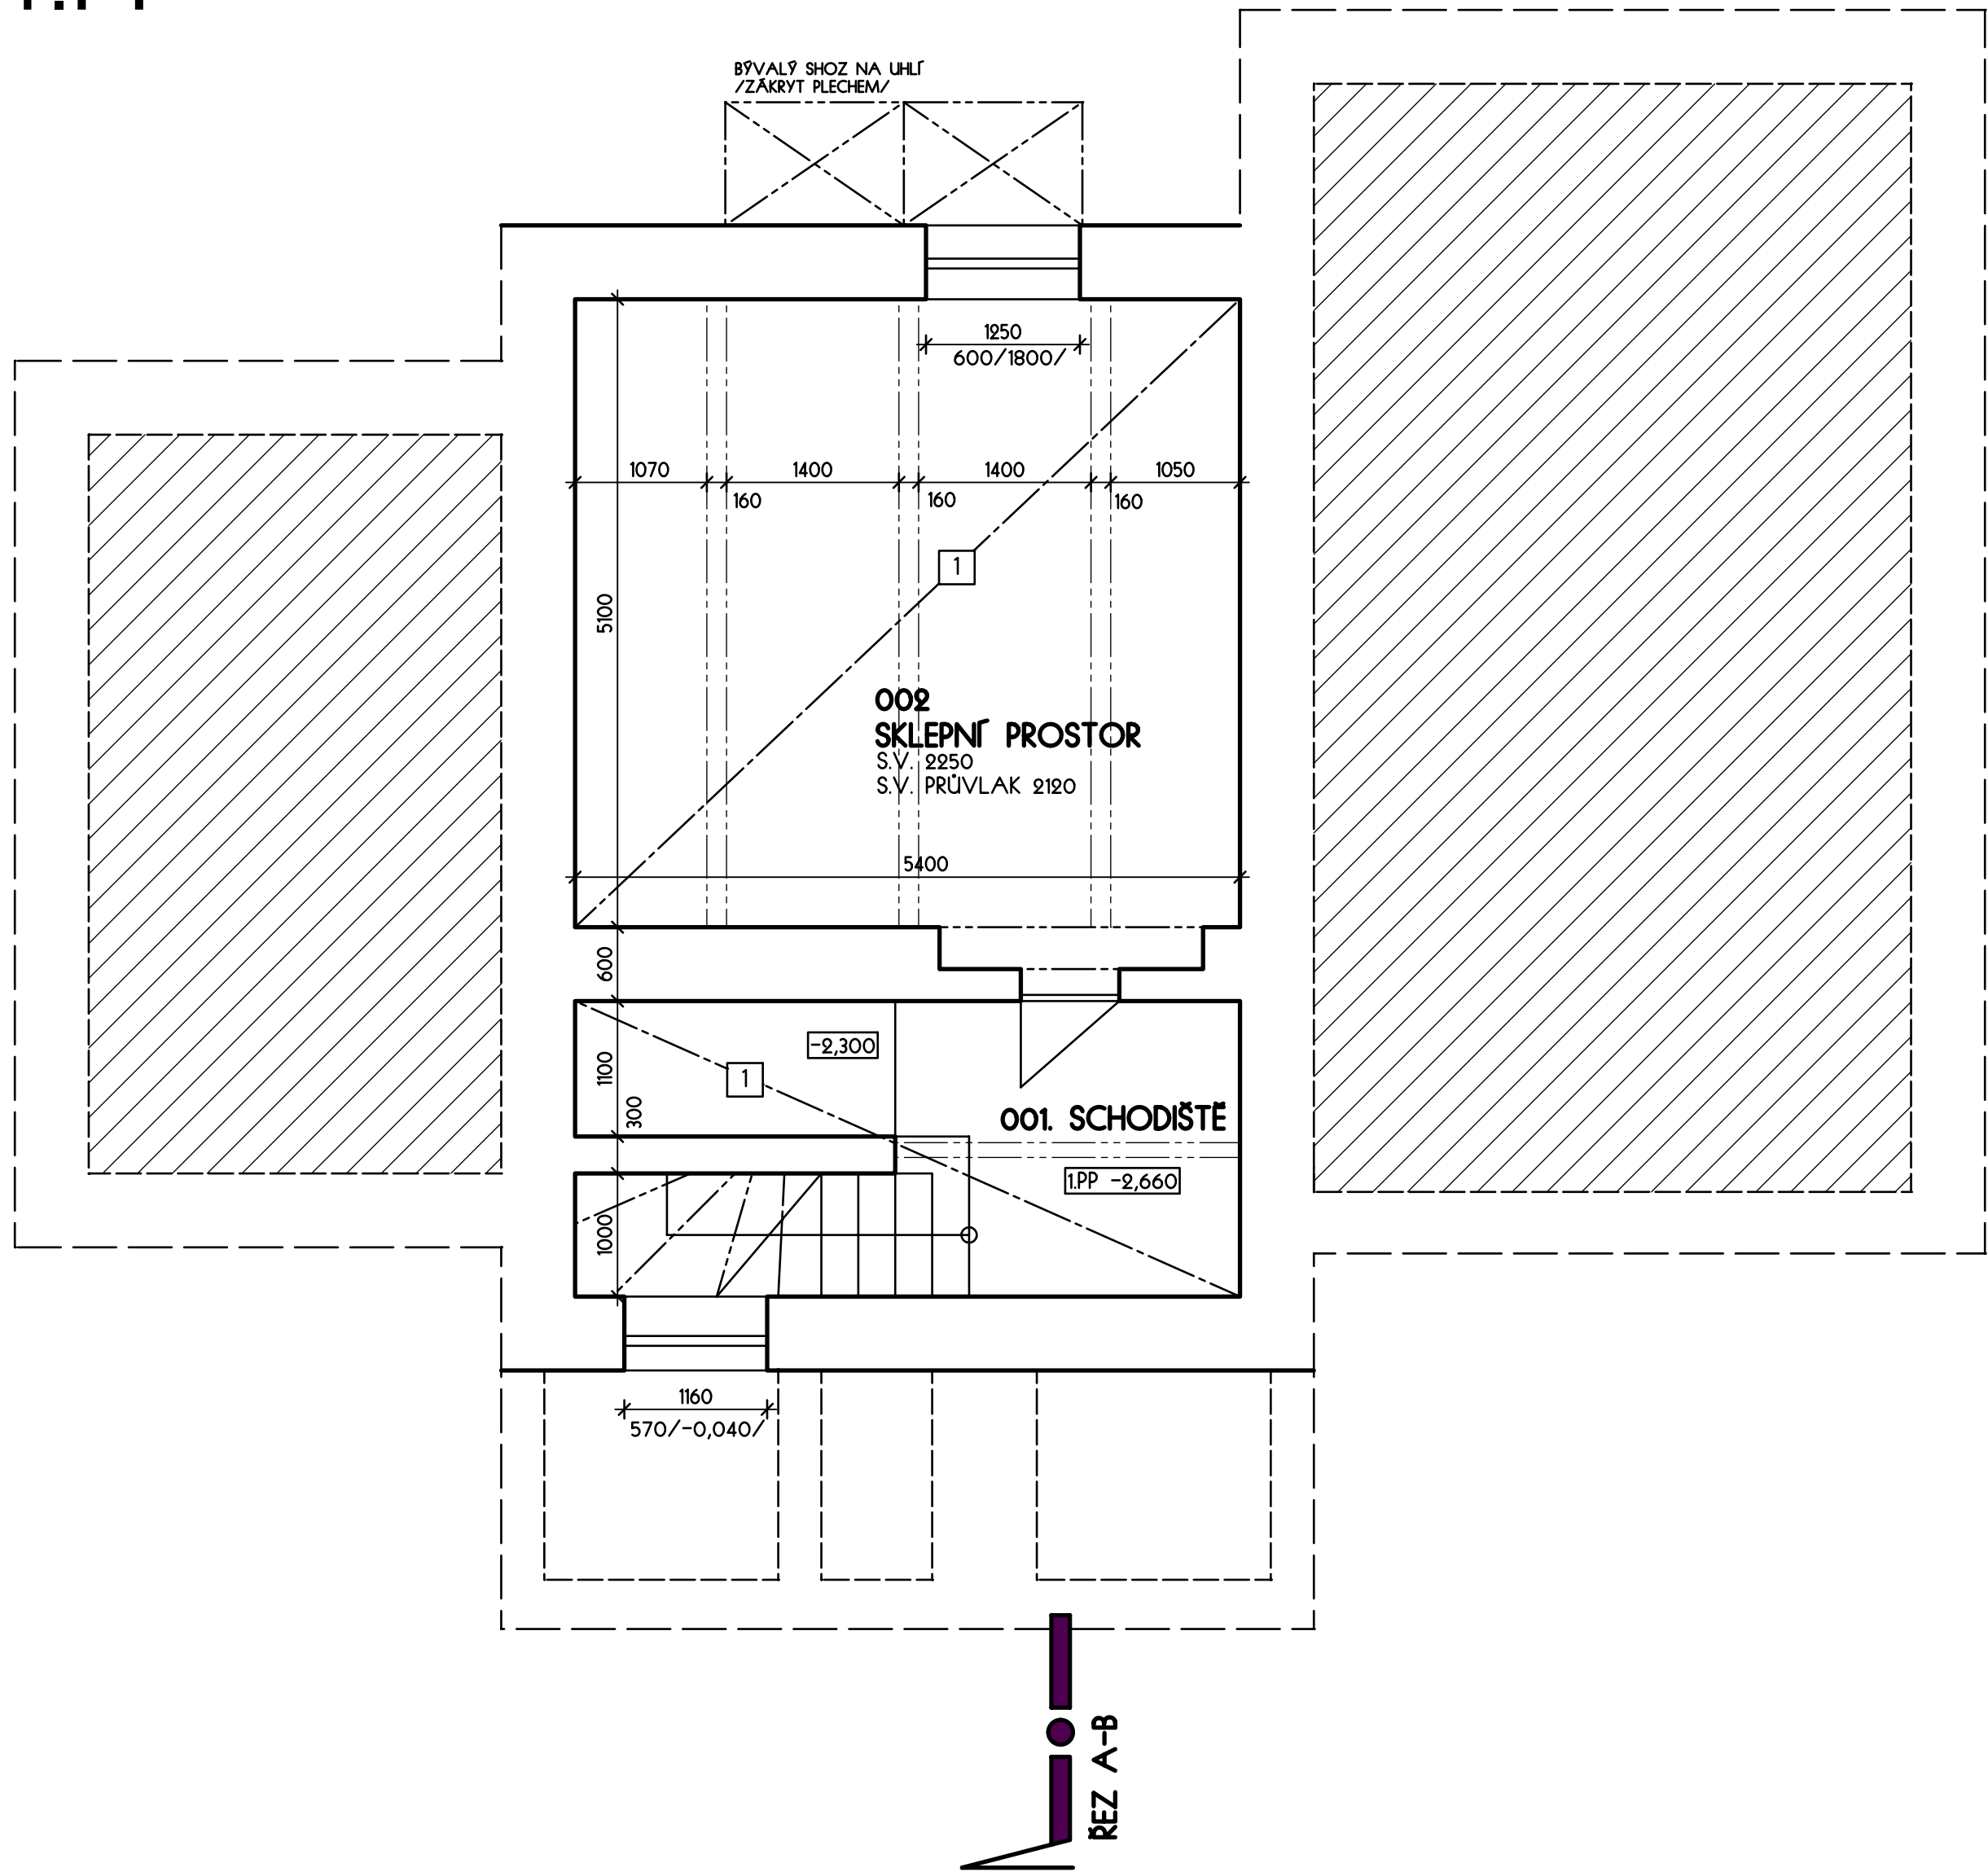 BÝVALÝ SHOZ NA UHLÍ
/ZÁKRYT PLECHEM/
1250
600/1800/
1070
1400
1400
1050
160
160
160
1
5100
002
SKLEPNÍ PROSTOR
S.V. 2250
S.V. PRŮVLAK 2120
5400
600
-2,300
1
1100
300
001. SCHODIŠTĚ
1.PP -2,660
1000
1160
570/-0,040/
ŘEZ A-B